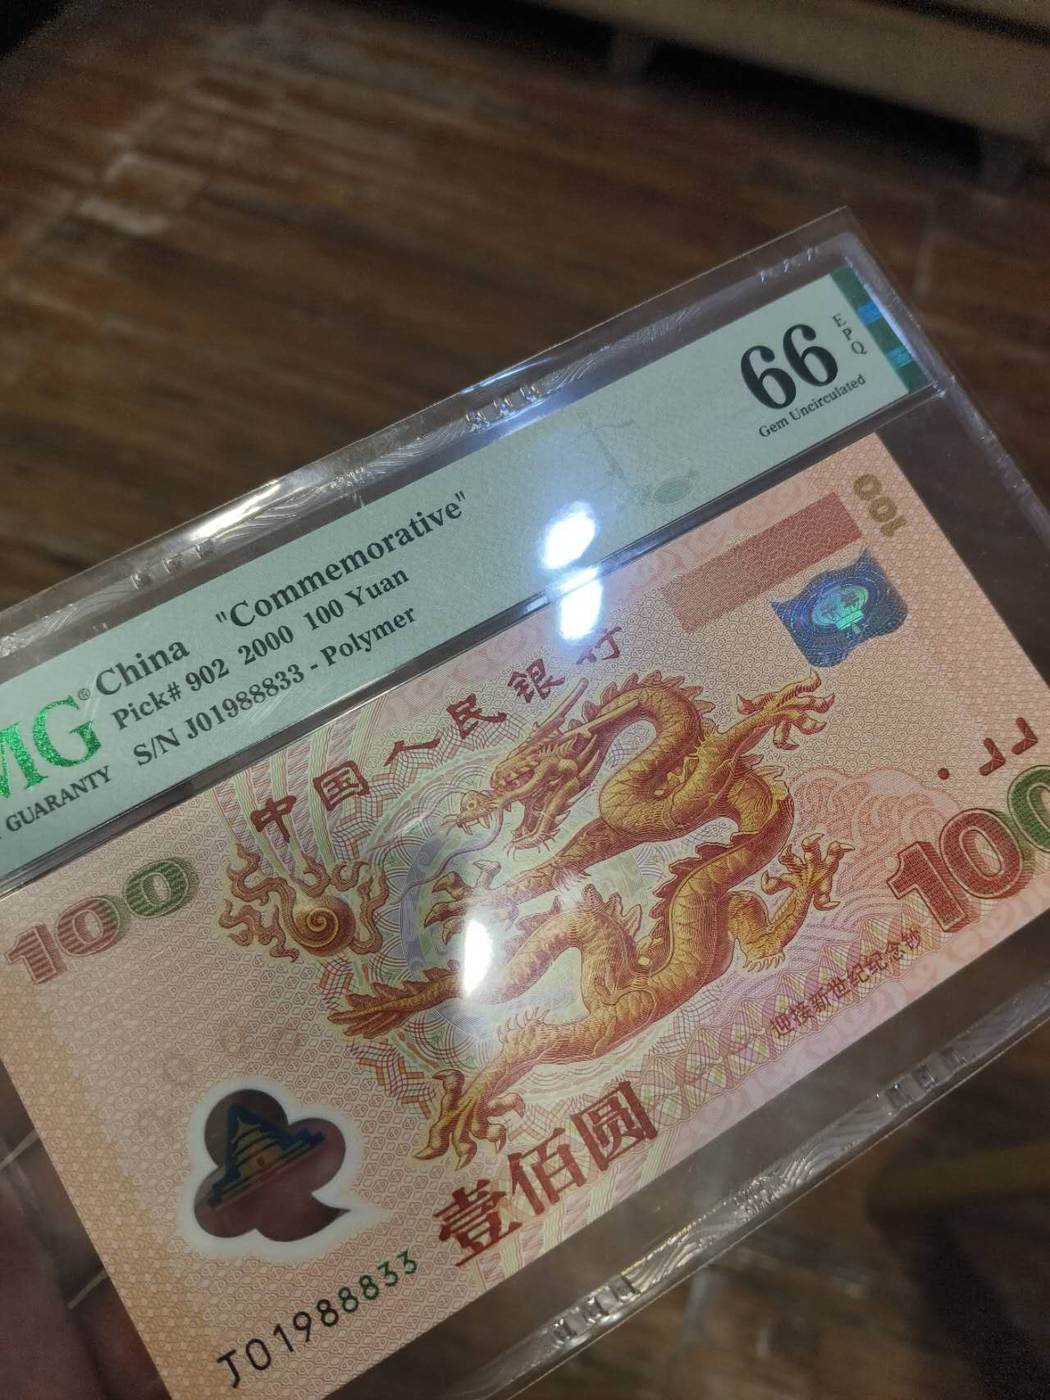 MG®
GUARANTY
China "Commemorative"
Pick# 902 2000 100 Yuan
S/N J01988833 - Polymer
66
EPQ
Gem Uncirculated
100
中国人民银行
100
100
迎接新世纪纪念钞
壹佰圆
J01988833